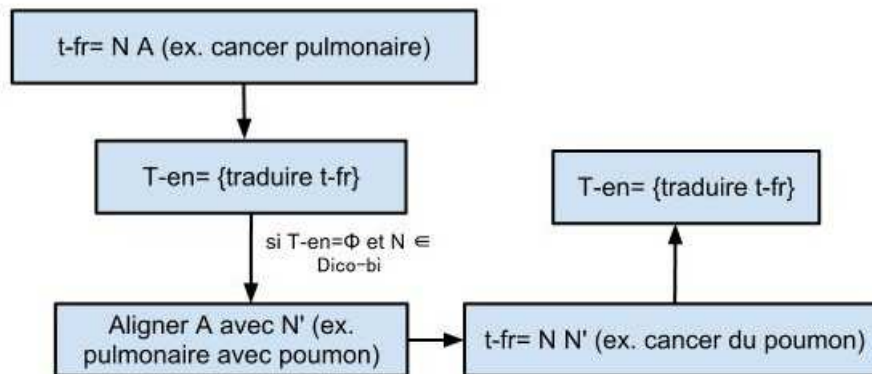 t-fr= N A (ex. cancer pulmonaire)
T-en= {traduire t-fr}
si T-en=Φ et N ∈
Dico-bi
Aligner A avec N' (ex.
pulmonaire avec poumon)
t-fr= N N' (ex. cancer du poumon)
T-en= {traduire t-fr}